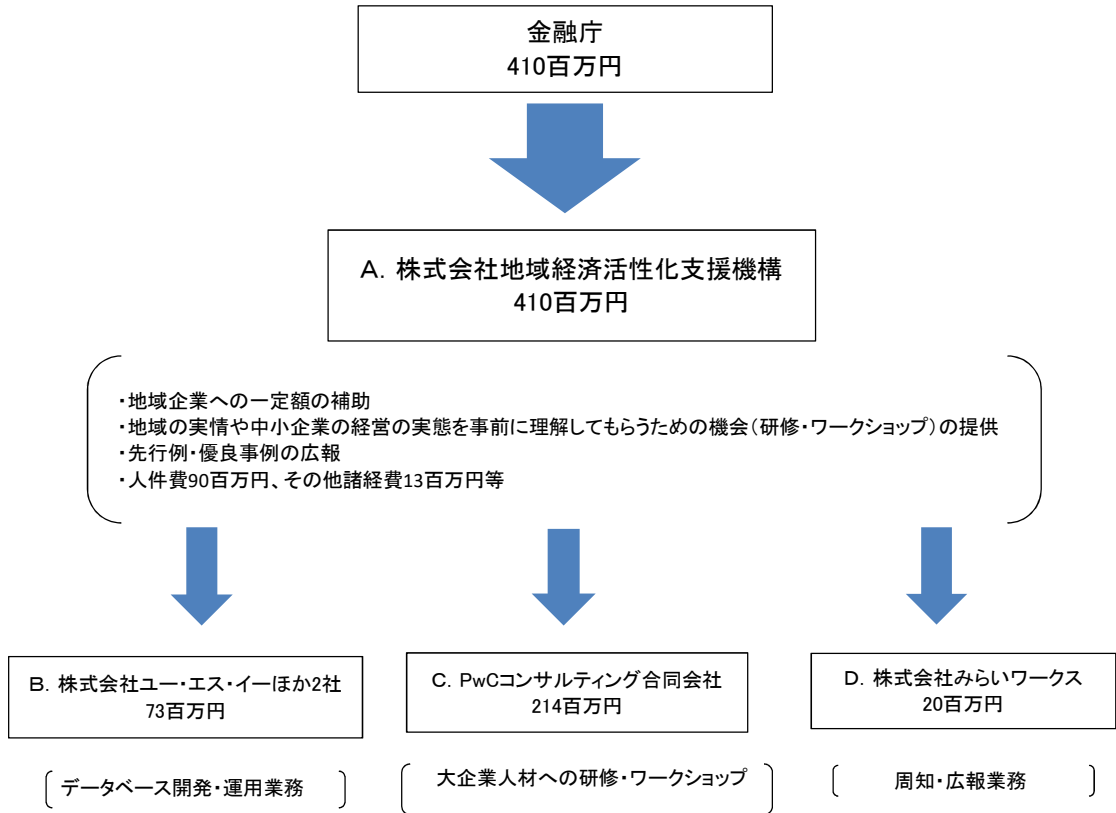 金融庁
410百万円
A. 株式会社地域経済活性化支援機構
410百万円
・地域企業への一定額の補助
・地域の実情や中小企業の経営の実態を事前に理解してもらうための機会(研修・ワークショップ)の提供
・先行例・優良事例の広報
・人件費90百万円、その他諸経費13百万円等
B. 株式会社ユー・エス・イーほか2社
73百万円
C. PwCコンサルティング合同会社
214百万円
D. 株式会社みらいワークス
20百万円
データベース開発・運用業務
大企業人材への研修・ワークショップ
周知・広報業務